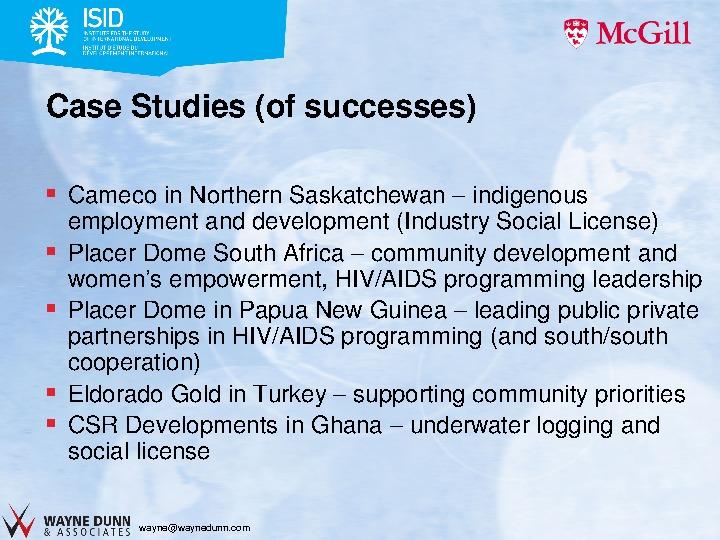 ISID
INSTITUTE FOR THE STUDY
OF INTERNATIONAL DEVELOPMENT
INSTITUT D'ÉTUDE DU
DÉVELOPPEMENT INTERNATIONAL
McGill
Case Studies (of successes)
▪ Cameco in Northern Saskatchewan – indigenous
employment and development (Industry Social License)
▪ Placer Dome South Africa – community development and
women's empowerment, HIV/AIDS programming leadership
▪ Placer Dome in Papua New Guinea – leading public private
partnerships in HIV/AIDS programming (and south/south
cooperation)
▪ Eldorado Gold in Turkey – supporting community priorities
▪ CSR Developments in Ghana – underwater logging and
social license
WAYNE DUNN
& ASSOCIATES
wayne@waynedunn.com